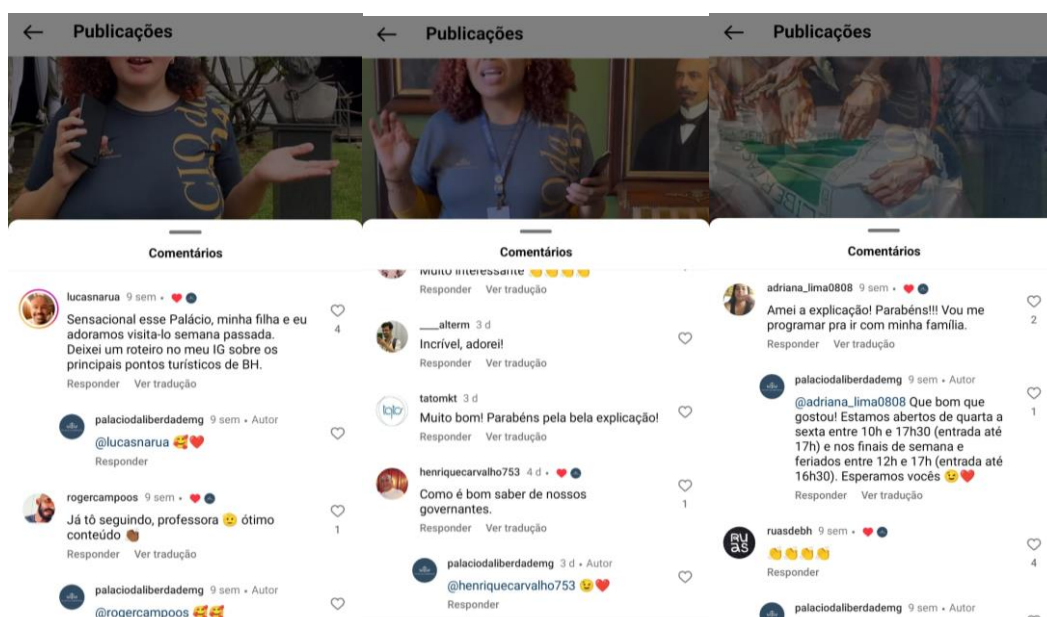 ← Publicações
CIO da
Comentários
lucasnarua 9 sem •
Sensacional esse Palácio, minha filha e eu
adoramos visita-lo semana passada.
Deixei um roteiro no meu IG sobre os
principais pontos turísticos de BH.
4
Responder Ver tradução
palaciodaliberdademg 9 sem • Autor
@lucasnarua 🥰❤️
Responder
rogercampoos 9 sem •
Já tô seguindo, professora 🫡 ótimo
conteúdo 👏🏾
1
Responder Ver tradução
palaciodaliberdademg 9 sem • Autor
@rogercampoos 🥰🥰
← Publicações
Comentários
Muito interessante 👏👏👏👏
Responder Ver tradução
___alterm 3 d
Incrível, adorei!
Responder Ver tradução
tatomkt 3 d
Muito bom! Parabéns pela bela explicação!
Responder Ver tradução
henriquecarvalho753 4 d •
Como é bom saber de nossos
governantes.
1
Responder Ver tradução
palaciodaliberdademg 3 d • Autor
@henriquecarvalho753 😉❤️
Responder
← Publicações
Comentários
adriana_lima0808 9 sem •
Amei a explicação! Parabéns!!! Vou me
programar pra ir com minha família.
2
Responder Ver tradução
palaciodaliberdademg 9 sem • Autor
@adriana_lima0808 Que bom que
gostou! Estamos abertos de quarta a
sexta entre 10h e 17h30 (entrada até
17h) e nos finais de semana e
feriados entre 12h e 17h (entrada até
16h30). Esperamos vocês 😉❤️
1
Responder Ver tradução
RU
as
ruasdebh 9 sem •
👏👏👏👏
4
Responder
palaciodaliberdademg 9 sem • Autor